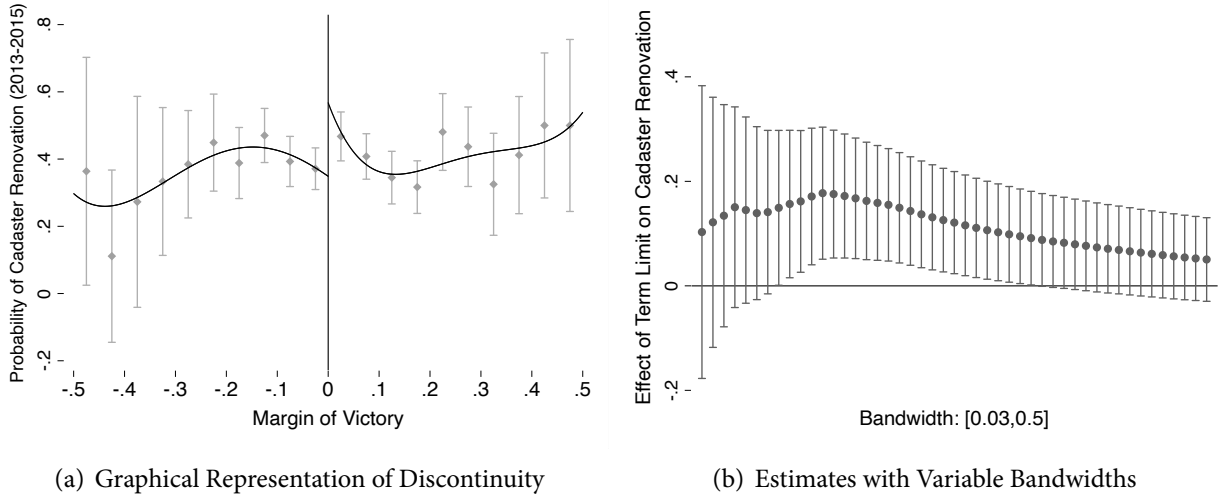 Probability of Cadaster Renovation (2013-2015)
.8
.6
.4
.2
0
-.2
-.5 -.4 -.3 -.2 -.1 0 .1 .2 .3 .4 .5
Margin of Victory
(a) Graphical Representation of Discontinuity
Effect of Term Limit on Cadaster Renovation
.4
.2
0
-.2
Bandwidth: [0.03,0.5]
(b) Estimates with Variable Bandwidths